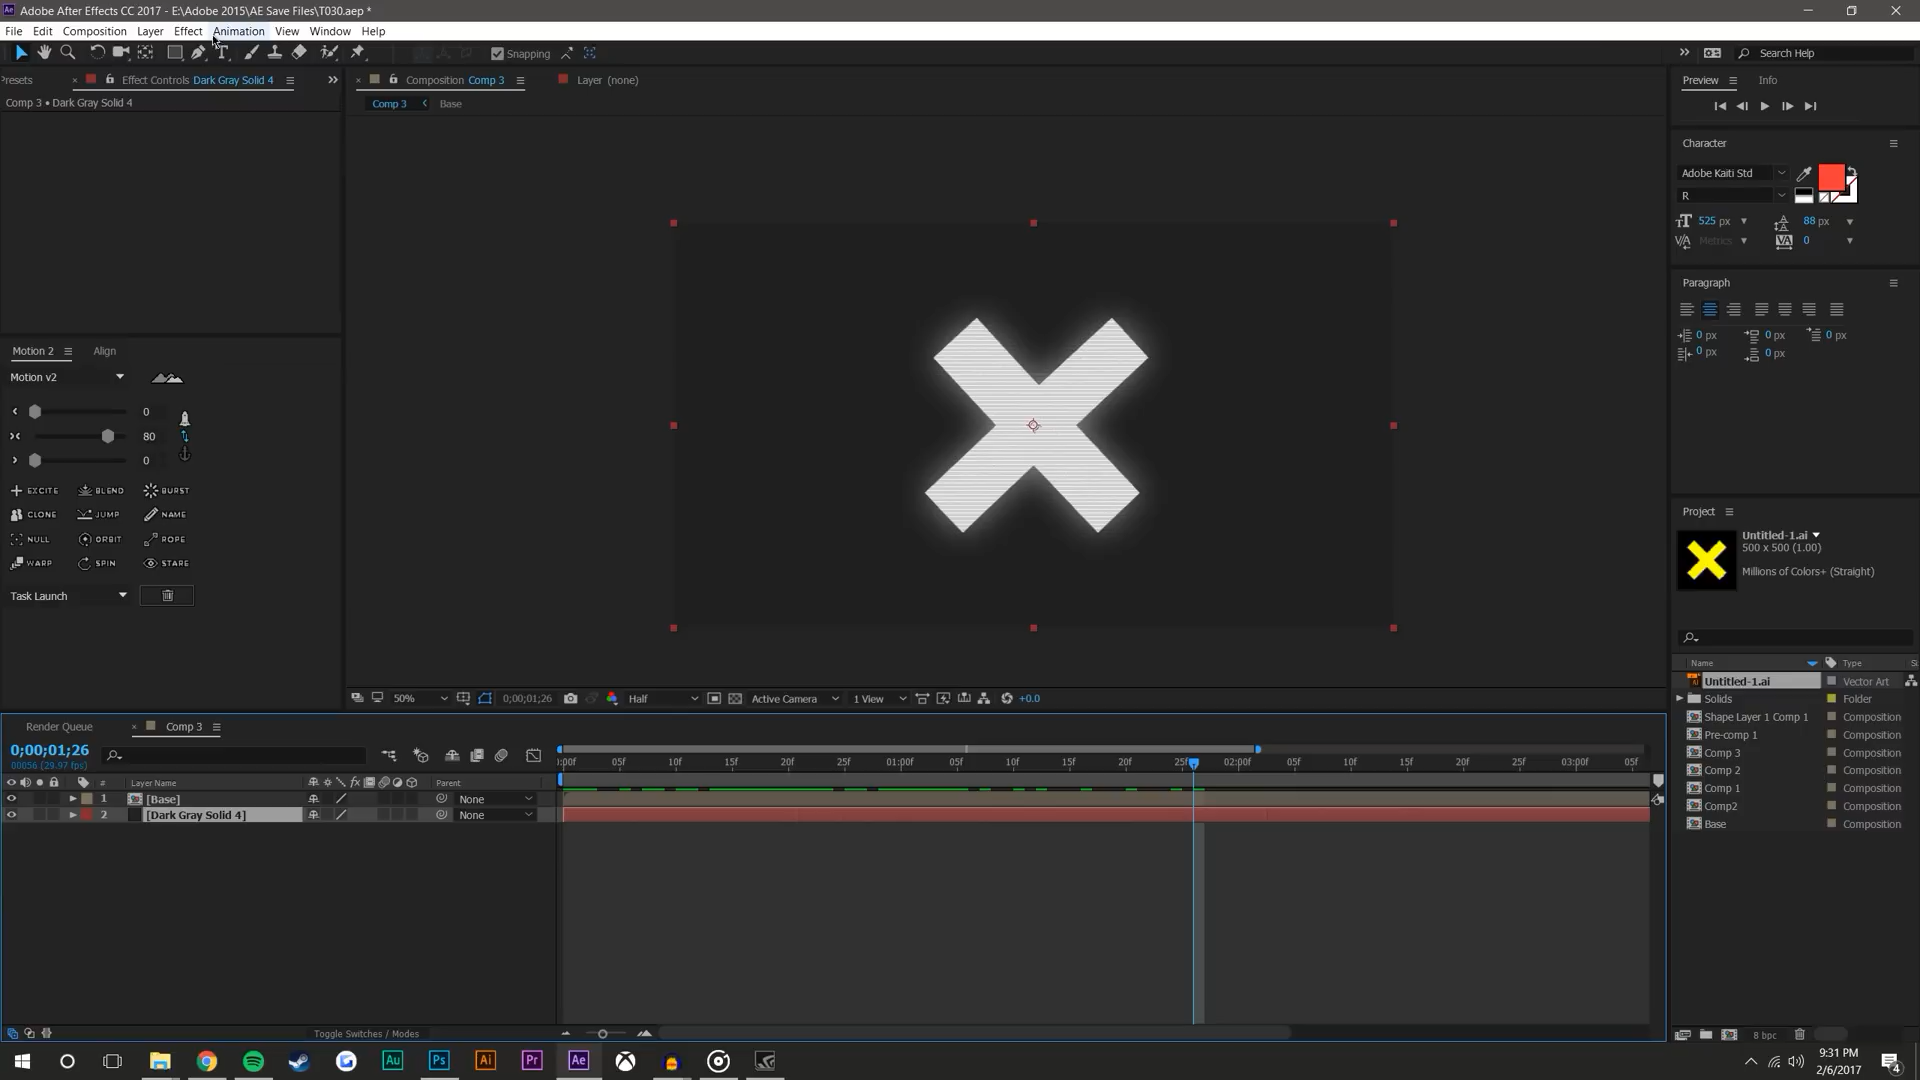 Adobe After Effects CC 2017 - E:\Adobe 2015\AE Save Files\T030.aep *
File Edit Composition Layer Effect Animation View Window Help
Snapping
Search Help
Presets
Effect Controls Dark Gray Solid 4
Composition Comp 3
Layer (none)
Preview
Info
Comp 3 • Dark Gray Solid 4
Comp 3
Base
Character
Adobe Kaiti Std
R
525 px
88 px
Metrics
0
Paragraph
0 px
0 px
0 px
0 px
0 px
Motion 2
Align
Motion v2
0
80
0
EXCITE
BLEND
BURST
CLONE
JUMP
NAME
NULL
ORBIT
ROPE
WARP
SPIN
STARE
Task Launch
Project
Untitled-1.ai
500 x 500 (1.00)
Millions of Colors+ (Straight)
Name
Type
Untitled-1.ai Vector Art
Solids Folder
Shape Layer 1 Comp 1 Composition
Pre-comp 1 Composition
Comp 3 Composition
Comp 2 Composition
Comp 1 Composition
Comp2 Composition
Base Composition
50%
0;00;01;26
Half
Active Camera
1 View
+0.0
Render Queue
Comp 3
0;00;01;26
00056 (29.97 fps)
# Layer Name Parent
:00f 05f 10f 15f 20f 25f 01:00f 05f 10f 15f 20f 25f 02:00f 05f 10f 15f 20f 25f 03:00f 05f
1 [Base] None
2 [Dark Gray Solid 4] None
Toggle Switches / Modes
8 bpc
Au Ps Ai Pr Ae
9:31 PM
2/6/2017
4